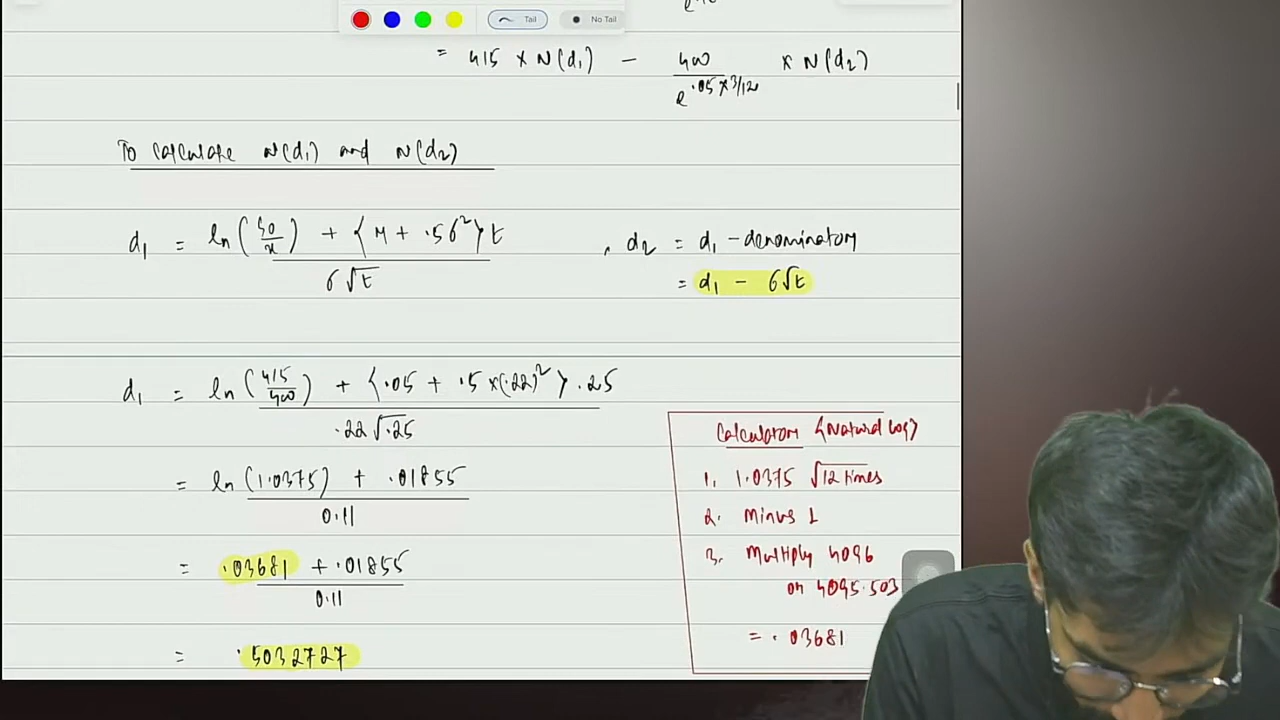 Tail No Tail
= 415 × N(d₁) − 400 / e^.05×3/12 × N(d₂)
To calculate N(d₁) and N(d₂)
d₁ = ln(S0/x) + {r + .5σ²}t / σ√t , d₂ = d₁ - denominator
= d₁ - σ√t
d₁ = ln(415/400) + {.05 + .5×(.22)²}.25 / .22√.25
= ln(1.0375) + .01855 / 0.11
= .03681 + .01855 / 0.11
= .5032727
Calculator {Natural Log}
1. 1.0375 √12 times
2. Minus 1
3. Multiply 4096
or 4095.503
= .03681